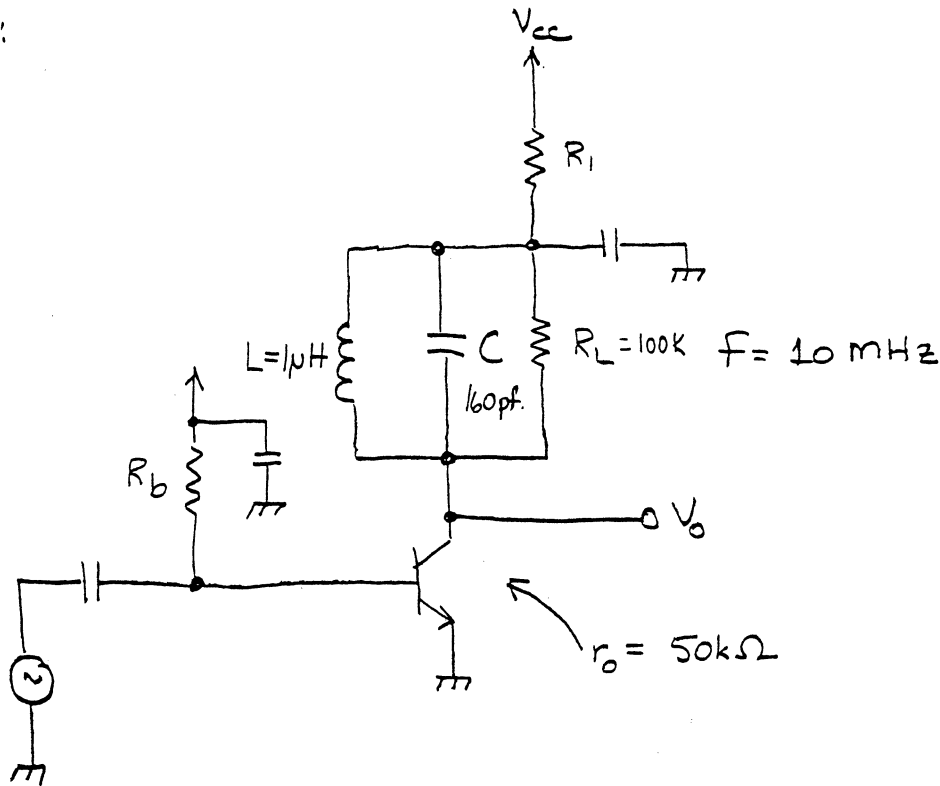 Vcc
R1
L=1μH
C
160pf.
RL=100K
f= 10 mHz
Rb
Vo
ro = 50kΩ
~